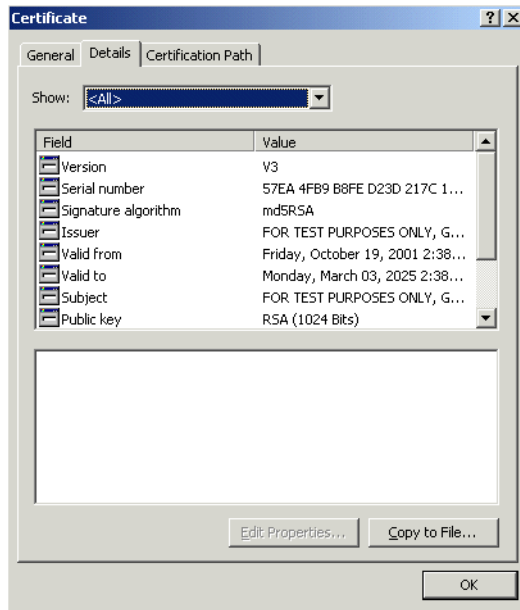 Certificate
General Details Certification Path
Show: <All>
Field Value
Version V3
Serial number 57EA 4FB9 B8FE D23D 217C 1...
Signature algorithm md5RSA
Issuer FOR TEST PURPOSES ONLY, G...
Valid from Friday, October 19, 2001 2:38...
Valid to Monday, March 03, 2025 2:38...
Subject FOR TEST PURPOSES ONLY, G...
Public key RSA (1024 Bits)
Edit Properties... Copy to File...
OK